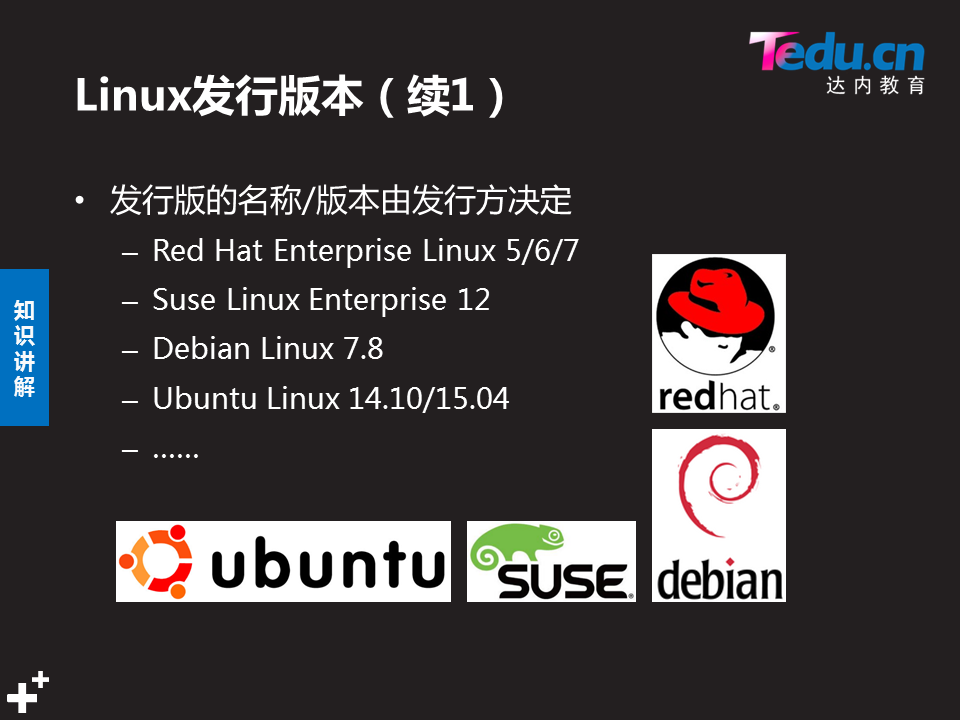 Tedu.cn
达内教育
Linux发行版本（续1）
• 发行版的名称/版本由发行方决定
– Red Hat Enterprise Linux 5/6/7
– Suse Linux Enterprise 12
– Debian Linux 7.8
– Ubuntu Linux 14.10/15.04
– ……
知识讲解
redhat®
ubuntu
SUSE®
debian